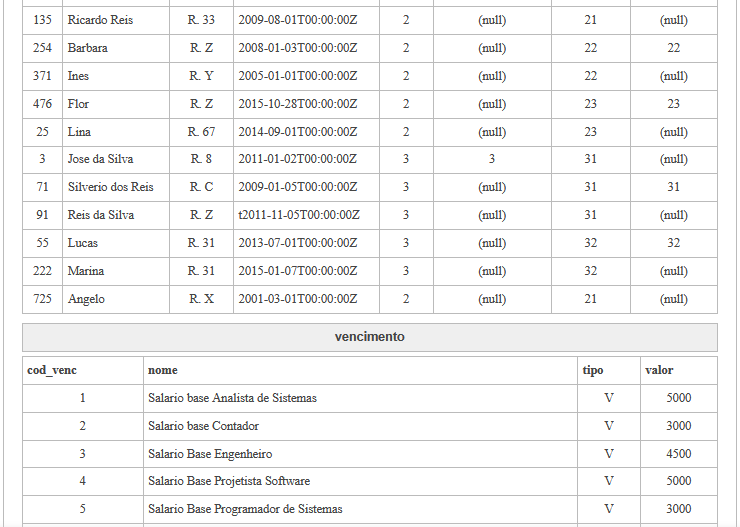 135 Ricardo Reis R. 33 2009-08-01T00:00:00Z 2 (null) 21 (null)
254 Barbara R. Z 2008-01-03T00:00:00Z 2 (null) 22 22
371 Ines R. Y 2005-01-01T00:00:00Z 2 (null) 22 (null)
476 Flor R. Z 2015-10-28T00:00:00Z 2 (null) 23 23
25 Lina R. 67 2014-09-01T00:00:00Z 2 (null) 23 (null)
3 Jose da Silva R. 8 2011-01-02T00:00:00Z 3 3 31 (null)
71 Silverio dos Reis R. C 2009-01-05T00:00:00Z 3 (null) 31 31
91 Reis da Silva R. Z t2011-11-05T00:00:00Z 3 (null) 31 (null)
55 Lucas R. 31 2013-07-01T00:00:00Z 3 (null) 32 32
222 Marina R. 31 2015-01-07T00:00:00Z 3 (null) 32 (null)
725 Angelo R. X 2001-03-01T00:00:00Z 2 (null) 21 (null)
vencimento
cod_venc nome tipo valor
1 Salario base Analista de Sistemas V 5000
2 Salario base Contador V 3000
3 Salario Base Engenheiro V 4500
4 Salario Base Projetista Software V 5000
5 Salario Base Programador de Sistemas V 3000